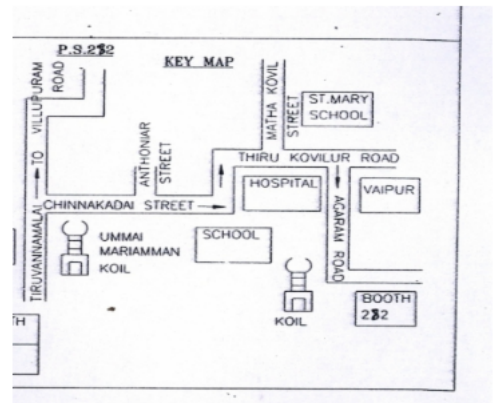 P.S.232
KEY MAP
TIRUVANNAMALAI → TO VILLUPURAM
ROAD
ANTHONIAR
STREET
MATHA KOVIL
STREET
ST.MARY
SCHOOL
THIRU KOVILUR ROAD
HOSPITAL
VAIPUR
CHINNAKADAI STREET →
AGARAM ROAD
UMMAI
MARIAMMAN
KOIL
SCHOOL
KOIL
BOOTH
232
TH